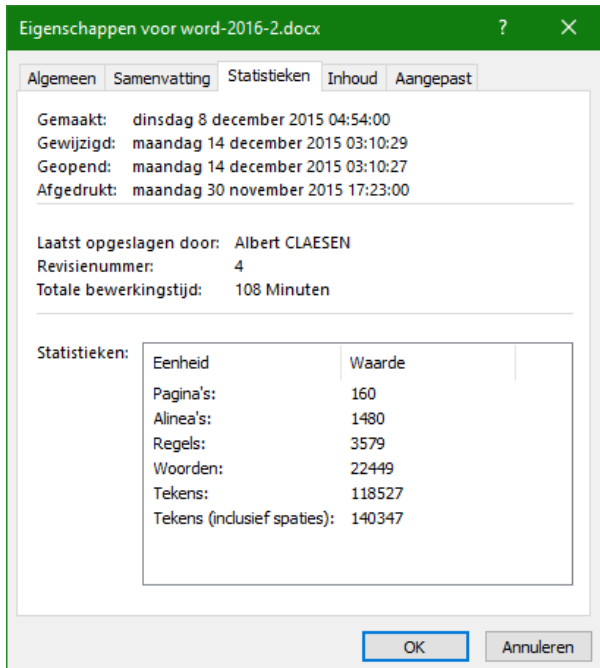 Eigenschappen voor word-2016-2.docx ? ✕
Algemeen Samenvatting Statistieken Inhoud Aangepast
Gemaakt: dinsdag 8 december 2015 04:54:00
Gewijzigd: maandag 14 december 2015 03:10:29
Geopend: maandag 14 december 2015 03:10:27
Afgedrukt: maandag 30 november 2015 17:23:00
Laatst opgeslagen door: Albert CLAESEN
Revisienummer: 4
Totale bewerkingstijd: 108 Minuten
Statistieken:
Eenheid Waarde
Pagina's: 160
Alinea's: 1480
Regels: 3579
Woorden: 22449
Tekens: 118527
Tekens (inclusief spaties): 140347
OK Annuleren